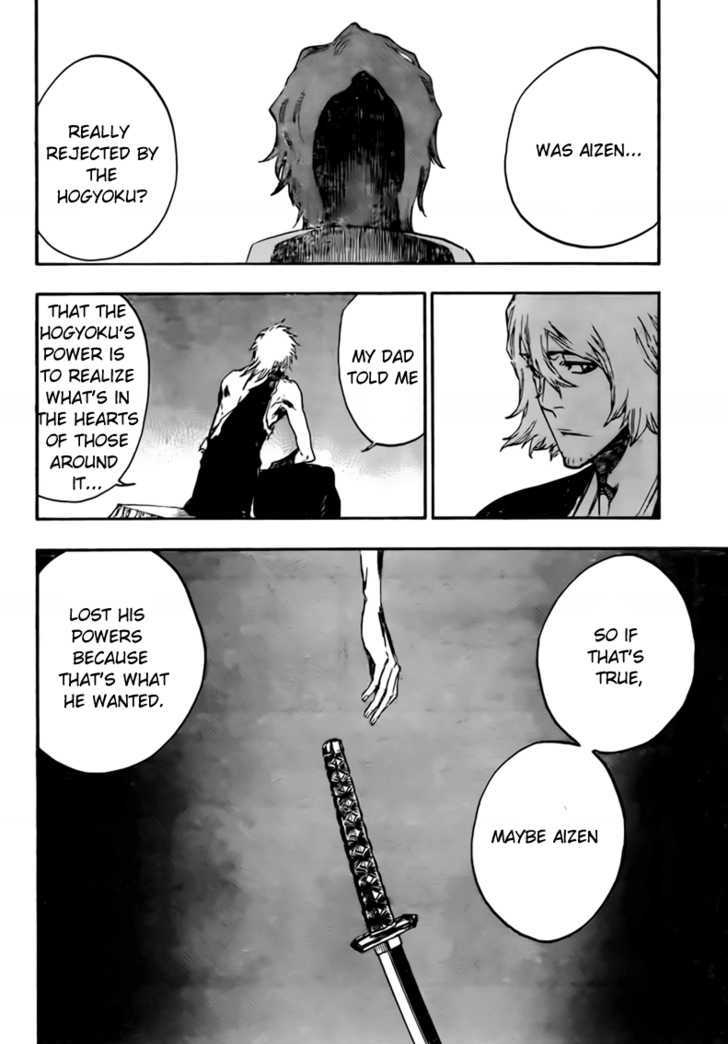 WAS AIZEN...
REALLY
REJECTED BY
THE
HOGYOKU?
MY DAD
TOLD ME
THAT THE
HOGYOKU'S
POWER IS
TO REALIZE
WHAT'S IN
THE HEARTS
OF THOSE
AROUND
IT...
SO IF
THAT'S
TRUE,
MAYBE AIZEN
LOST HIS
POWERS
BECAUSE
THAT'S WHAT
HE WANTED.